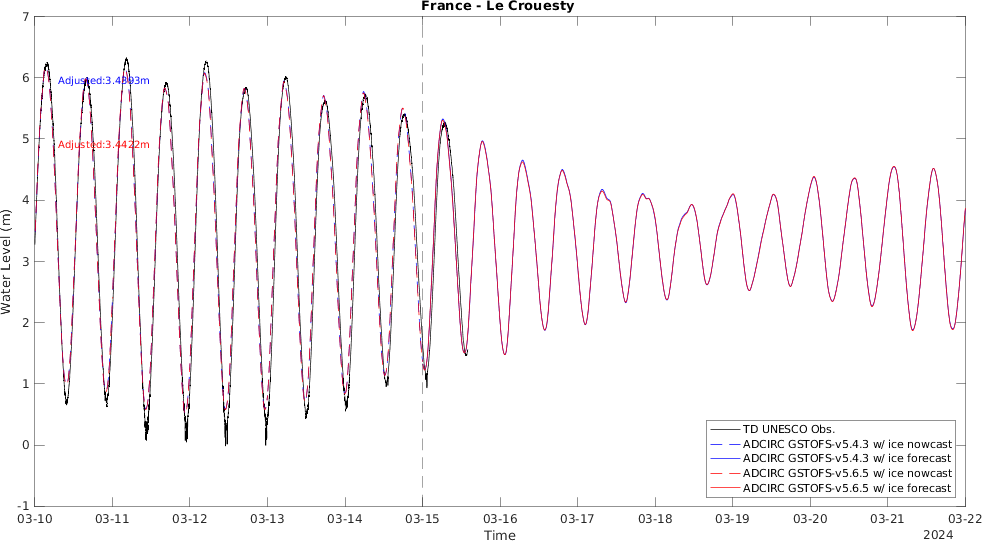 France - Le Crouesty
Water Level (m)
7
6
5
4
3
2
1
0
-1
Adjusted:3.4393m
Adjusted:3.4422m
TD UNESCO Obs.
ADCIRC GSTOFS-v5.4.3 w/ ice nowcast
ADCIRC GSTOFS-v5.4.3 w/ ice forecast
ADCIRC GSTOFS-v5.6.5 w/ ice nowcast
ADCIRC GSTOFS-v5.6.5 w/ ice forecast
03-10 03-11 03-12 03-13 03-14 03-15 03-16 03-17 03-18 03-19 03-20 03-21 03-22
Time
2024